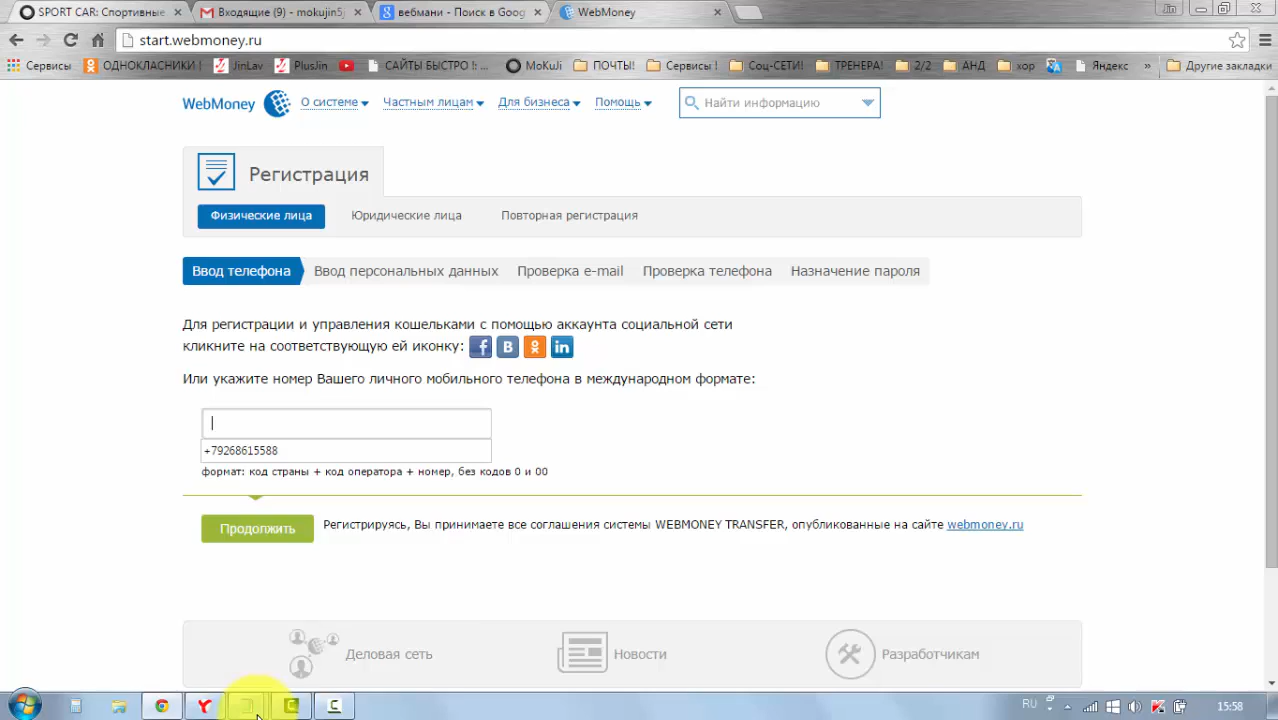 SPORT CAR: Спортивные
Входящие (9) - mokujin5j
вебмани - Поиск в Goog
WebMoney
Jin
start.webmoney.ru
Сервисы
ОДНОКЛАСНИКИ !
JinLav
PlusJin
САЙТЫ БЫСТРО !: ...
MoKuJi
ПОЧТЫ!
Сервисы !
Соц-СЕТИ!
ТРЕНЕРА!
2/2
АНД
хор
Яндекс
»
Другие закладки
WebMoney
О системе
Частным лицам
Для бизнеса
Помощь
Найти информацию
Регистрация
Физические лица
Юридические лица
Повторная регистрация
Ввод телефона
Ввод персональных данных
Проверка e-mail
Проверка телефона
Назначение пароля
Для регистрации и управления кошельками с помощью аккаунта социальной сети
кликните на соответствующую ей иконку:
Или укажите номер Вашего личного мобильного телефона в международном формате:
+79268615588
формат: код страны + код оператора + номер, без кодов 0 и 00
Продолжить
Регистрируясь, Вы принимаете все соглашения системы WEBMONEY TRANSFER, опубликованные на сайте webmoney.ru
Деловая сеть
Новости
Разработчикам
RU
15:58